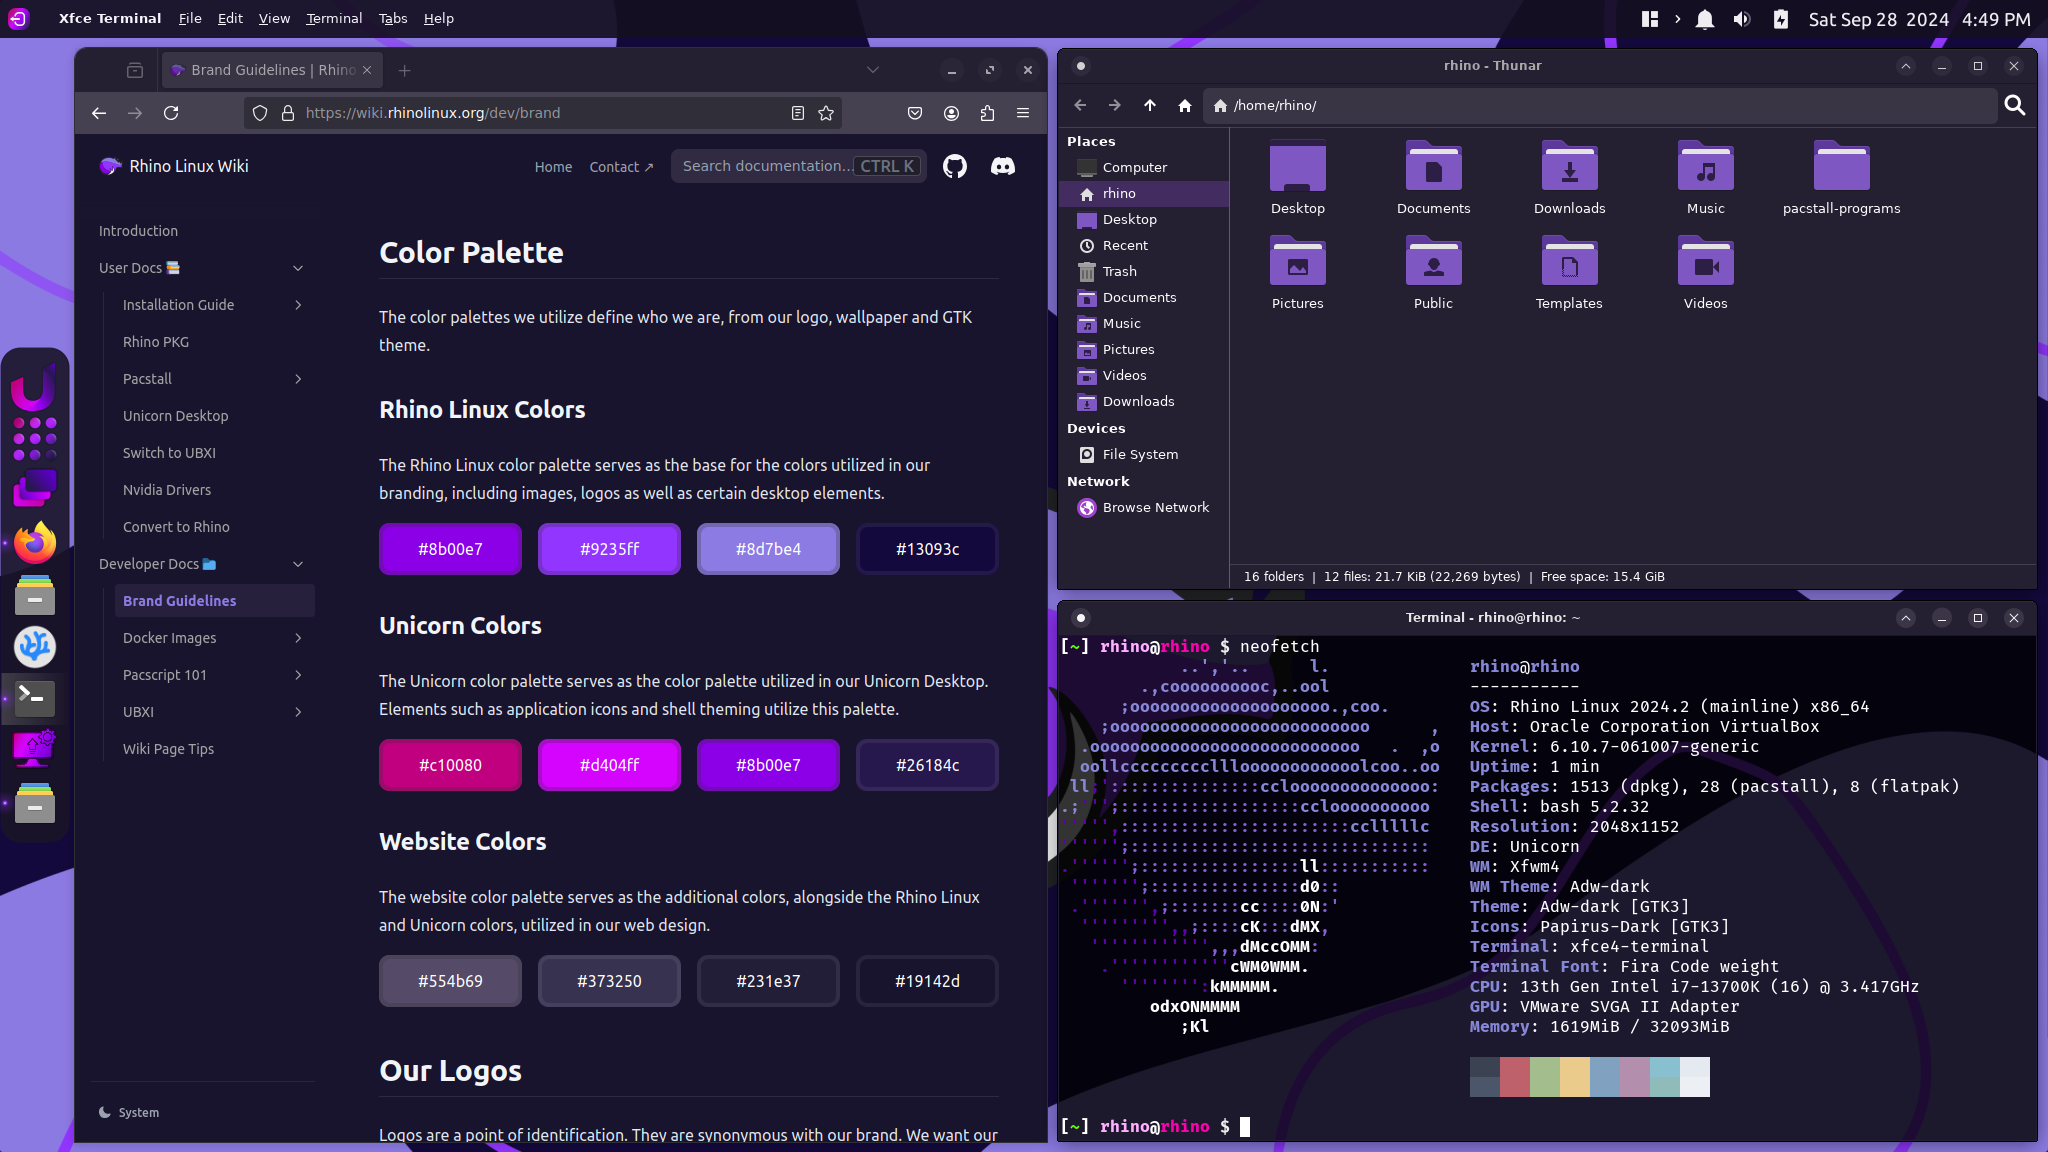 Xfce Terminal File Edit View Terminal Tabs Help
Sat Sep 28 2024 4:49 PM
Brand Guidelines | Rhino
https://wiki.rhinolinux.org/dev/brand
Rhino Linux Wiki
Home Contact ↗ Search documentation... CTRL K
Introduction
User Docs
Installation Guide
Rhino PKG
Pacstall
Unicorn Desktop
Switch to UBXI
Nvidia Drivers
Convert to Rhino
Developer Docs
Brand Guidelines
Docker Images
Pacscript 101
UBXI
Wiki Page Tips
System
Color Palette
The color palettes we utilize define who we are, from our logo, wallpaper and GTK
theme.
Rhino Linux Colors
The Rhino Linux color palette serves as the base for the colors utilized in our
branding, including images, logos as well as certain desktop elements.
#8b00e7 #9235ff #8d7be4 #13093c
Unicorn Colors
The Unicorn color palette serves as the color palette utilized in our Unicorn Desktop.
Elements such as application icons and shell theming utilize this palette.
#c10080 #d404ff #8b00e7 #26184c
Website Colors
The website color palette serves as the additional colors, alongside the Rhino Linux
and Unicorn colors, utilized in our web design.
#554b69 #373250 #231e37 #19142d
Our Logos
Logos are a point of identification. They are synonymous with our brand. We want our
rhino - Thunar
/home/rhino/
Places
Computer
rhino
Desktop
Recent
Trash
Documents
Music
Pictures
Videos
Downloads
Devices
File System
Network
Browse Network
Desktop Documents Downloads Music pacstall-programs
Pictures Public Templates Videos
16 folders | 12 files: 21.7 KiB (22,269 bytes) | Free space: 15.4 GiB
Terminal - rhino@rhino: ~
[~] rhino@rhino $ neofetch
rhino@rhino
-----------
OS: Rhino Linux 2024.2 (mainline) x86_64
Host: Oracle Corporation VirtualBox
Kernel: 6.10.7-061007-generic
Uptime: 1 min
Packages: 1513 (dpkg), 28 (pacstall), 8 (flatpak)
Shell: bash 5.2.32
Resolution: 2048x1152
DE: Unicorn
WM: Xfwm4
WM Theme: Adw-dark
Theme: Adw-dark [GTK3]
Icons: Papirus-Dark [GTK3]
Terminal: xfce4-terminal
Terminal Font: Fira Code weight
CPU: 13th Gen Intel i7-13700K (16) @ 3.417GHz
GPU: VMware SVGA II Adapter
Memory: 1619MiB / 32093MiB
[~] rhino@rhino $